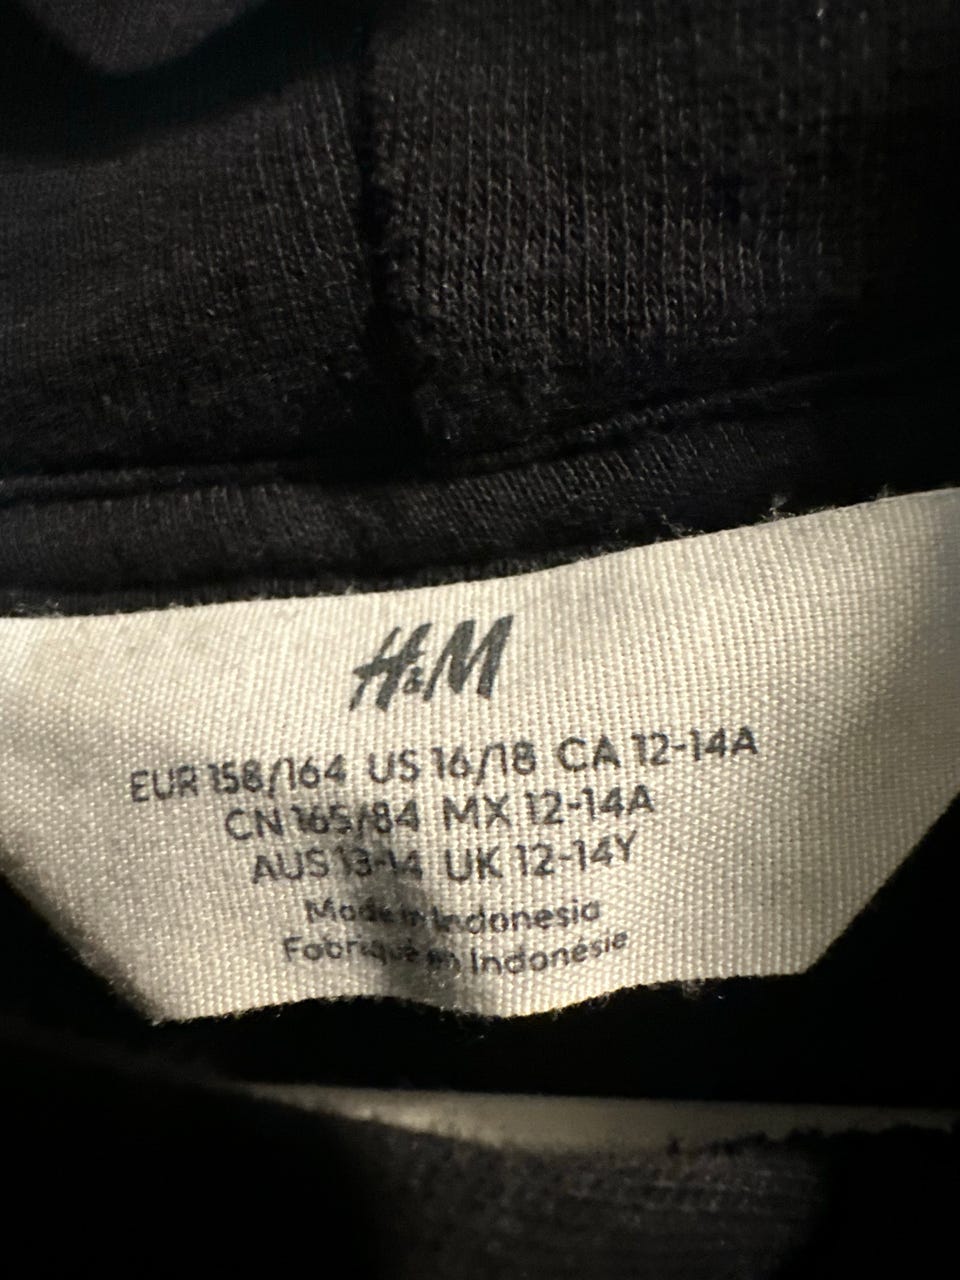 H&M
EUR 158/164 US 16/18 CA 12-14A
CN 165/84 MX 12-14A
AUS 13-14 UK 12-14Y
Made in Indonesia
Fabriqué en Indonésie